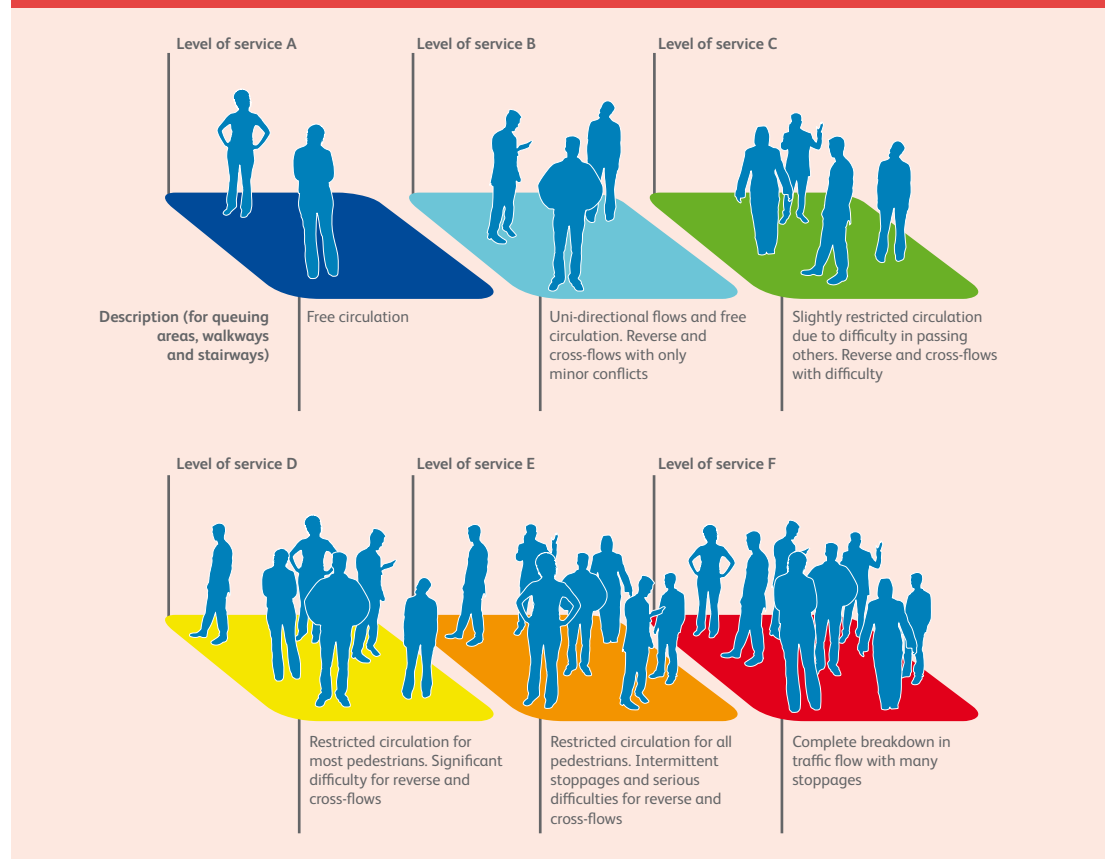 Level of service A
Level of service B
Level of service C
Description (for queuing
areas, walkways
and stairways)
Free circulation
Uni-directional flows and free
circulation. Reverse and
cross-flows with only
minor conflicts
Slightly restricted circulation
due to difficulty in passing
others. Reverse and cross-flows
with difficulty
Level of service D
Level of service E
Level of service F
Restricted circulation for
most pedestrians. Significant
difficulty for reverse and
cross-flows
Restricted circulation for all
pedestrians. Intermittent
stoppages and serious
difficulties for reverse and
cross-flows
Complete breakdown in
traffic flow with many
stoppages